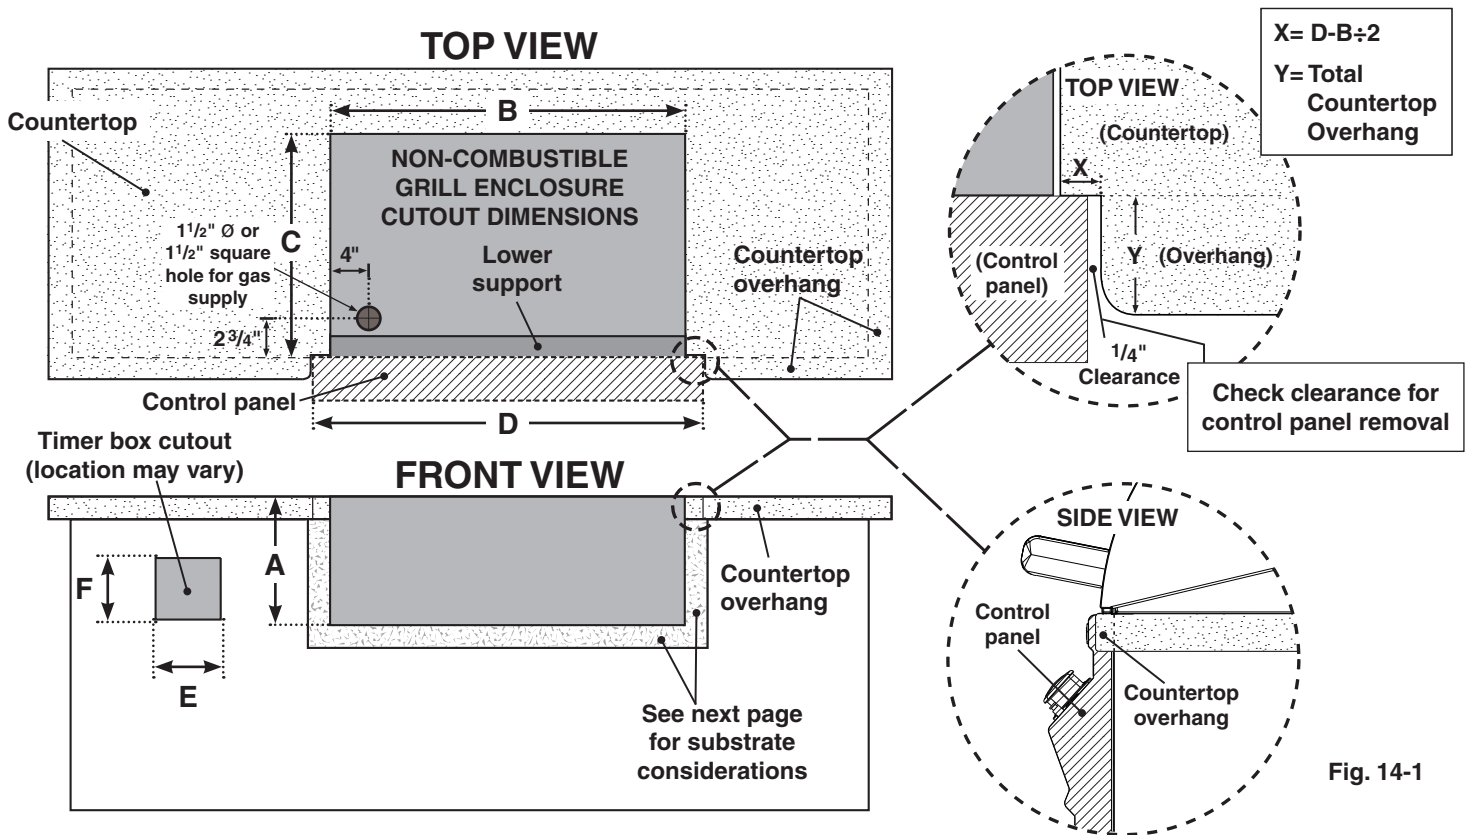 TOP VIEW
Countertop
B
NON-COMBUSTIBLE
GRILL ENCLOSURE
CUTOUT DIMENSIONS
1 1/2" Ø or
1 1/2" square
hole for gas
supply
C
4"
Lower
support
2 3/4"
Countertop
overhang
Control panel
D
X= D-B÷2
Y= Total
Countertop
Overhang
TOP VIEW
(Countertop)
X
(Control
panel)
Y
(Overhang)
1/4"
Clearance
Check clearance for
control panel removal
Timer box cutout
(location may vary)
FRONT VIEW
A
F
E
Countertop
overhang
See next page
for substrate
considerations
SIDE VIEW
Control
panel
Countertop
overhang
Fig. 14-1